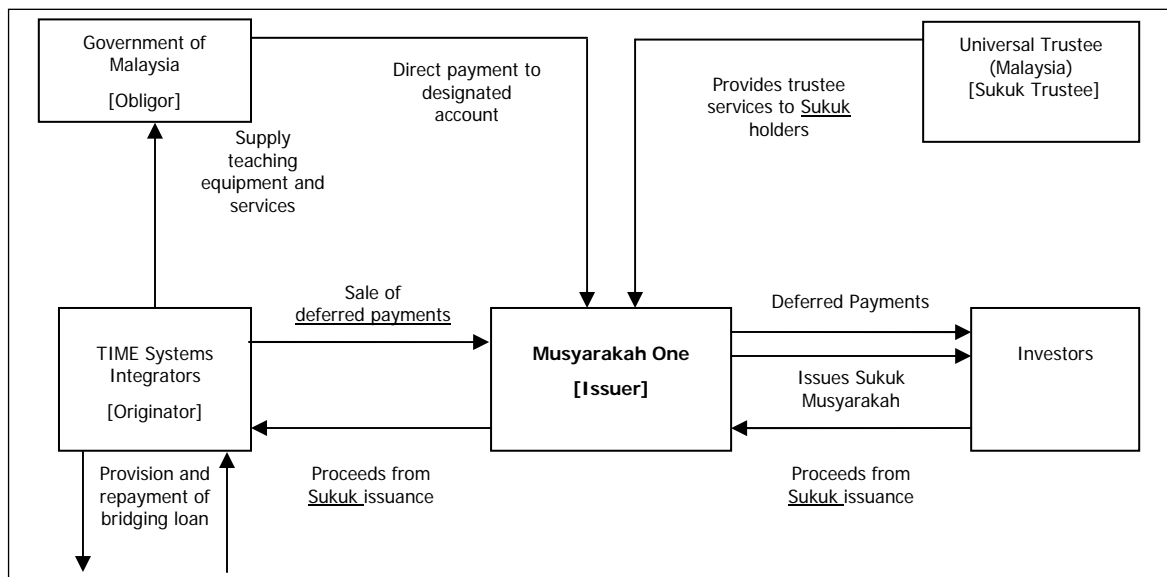 Government of
Malaysia
[Obligor]
Direct payment to
designated
account
Provides trustee
services to Sukuk
holders
Universal Trustee
(Malaysia)
[Sukuk Trustee]
Supply
teaching
equipment and
services
TIME Systems
Integrators
[Originator]
Sale of
deferred payments
Musyarakah One
[Issuer]
Deferred Payments
Issues Sukuk
Musyarakah
Investors
Provision and
repayment of
bridging loan
Proceeds from
Sukuk issuance
Proceeds from
Sukuk issuance